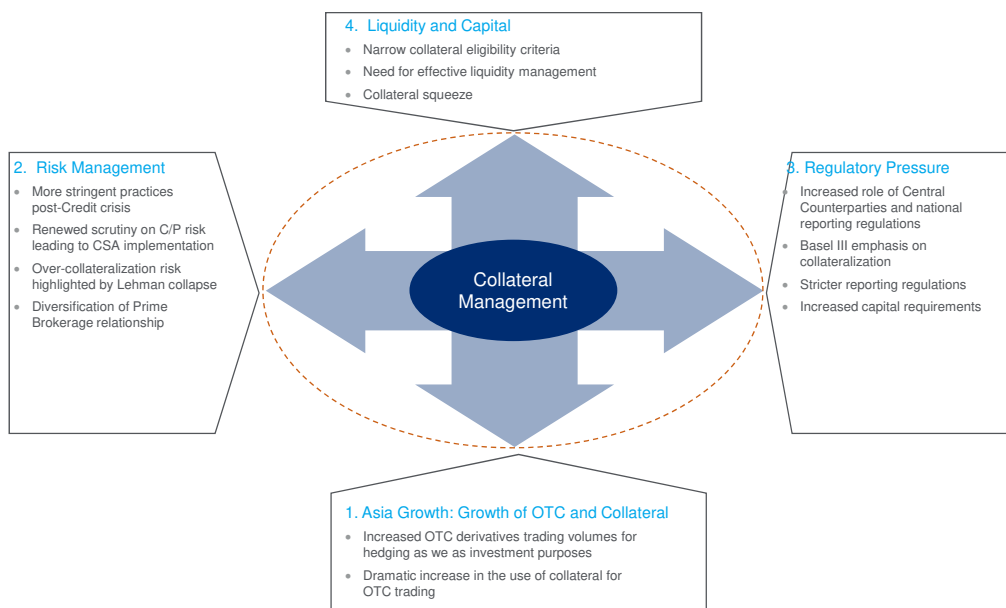 4. Liquidity and Capital
• Narrow collateral eligibility criteria
• Need for effective liquidity management
• Collateral squeeze
2. Risk Management
• More stringent practices
post-Credit crisis
• Renewed scrutiny on C/P risk
leading to CSA implementation
• Over-collateralization risk
highlighted by Lehman collapse
• Diversification of Prime
Brokerage relationship
Collateral
Management
3. Regulatory Pressure
• Increased role of Central
Counterparties and national
reporting regulations
• Basel III emphasis on
collateralization
• Stricter reporting regulations
• Increased capital requirements
1. Asia Growth: Growth of OTC and Collateral
• Increased OTC derivatives trading volumes for
hedging as we as investment purposes
• Dramatic increase in the use of collateral for
OTC trading